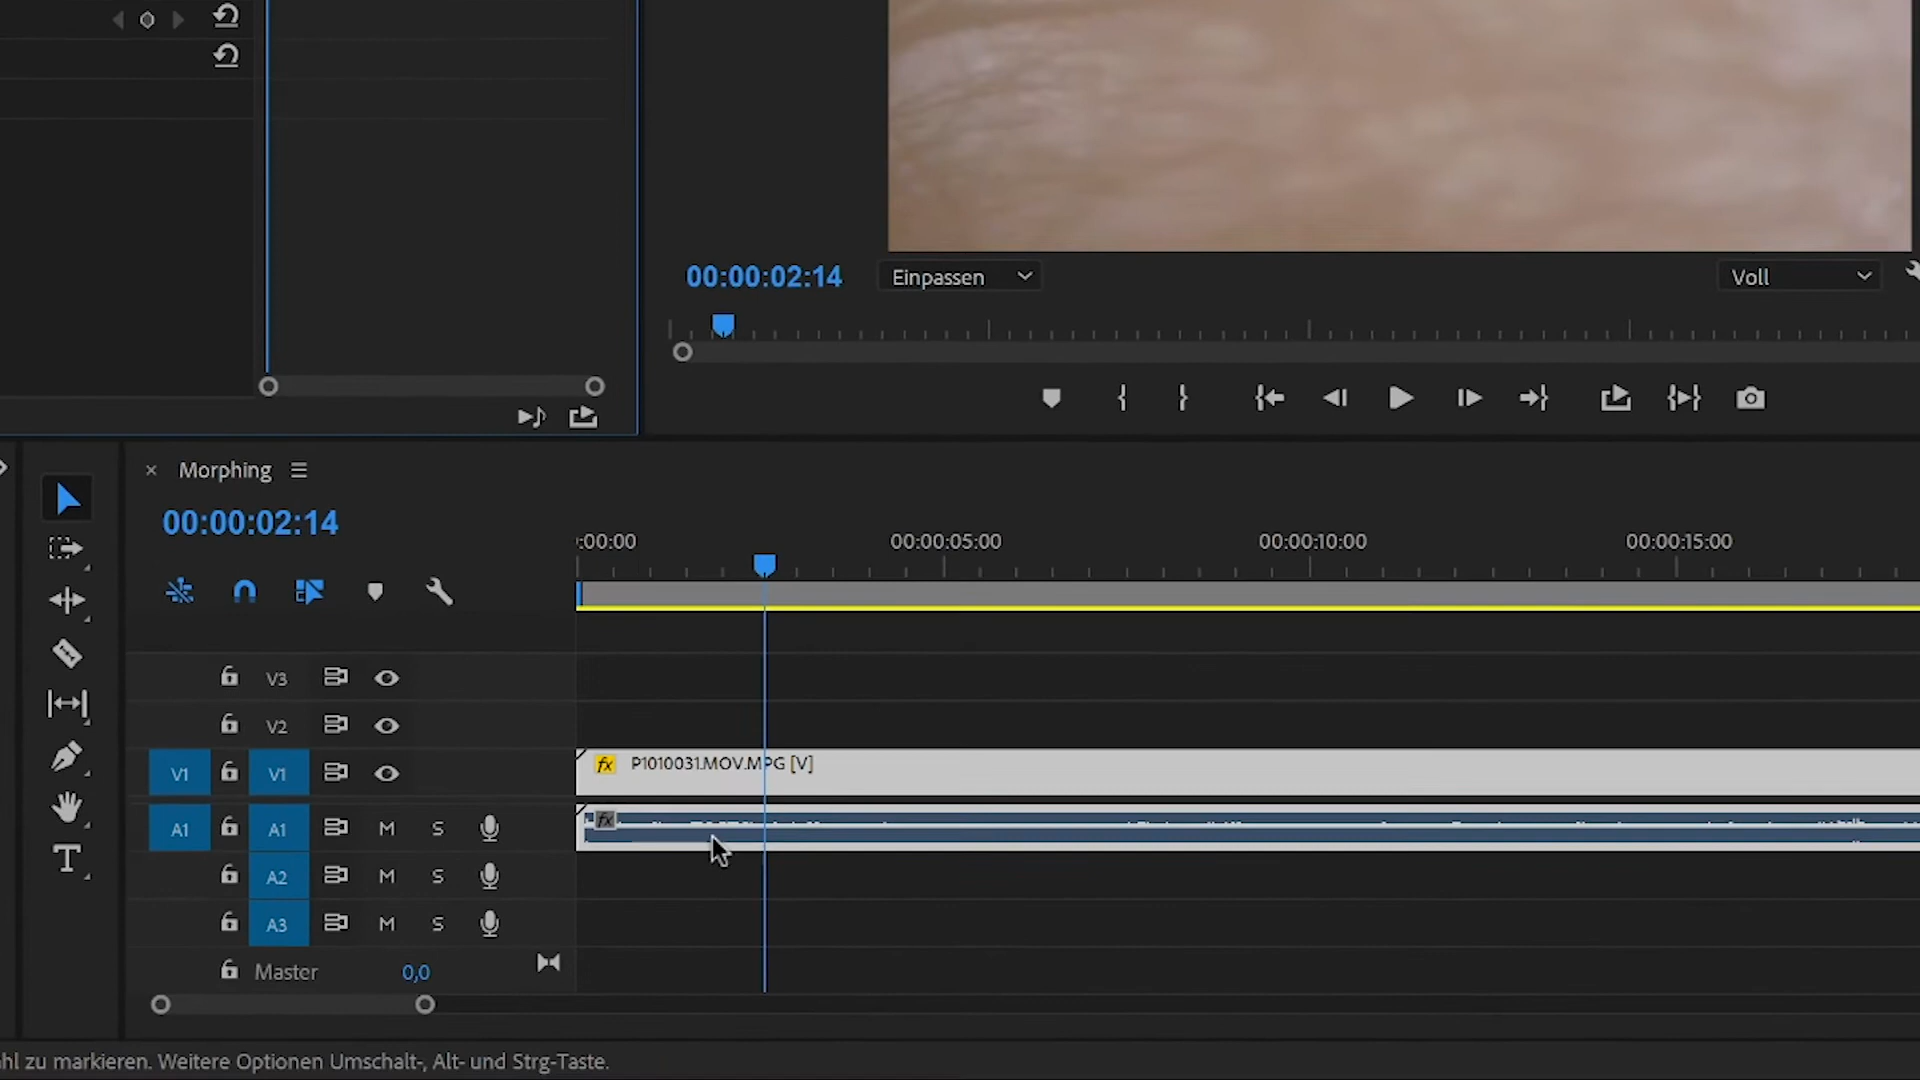 00:00:02:14 Einpassen Voll
Morphing
00:00:02:14
:00:00 00:00:05:00 00:00:10:00 00:00:15:00
V3
V2
V1 V1 fx P1010031.MOV.MPG [V]
A1 A1 M S fx
A2 M S
A3 M S
Master 0,0
hl zu markieren. Weitere Optionen Umschalt-, Alt- und Strg-Taste.